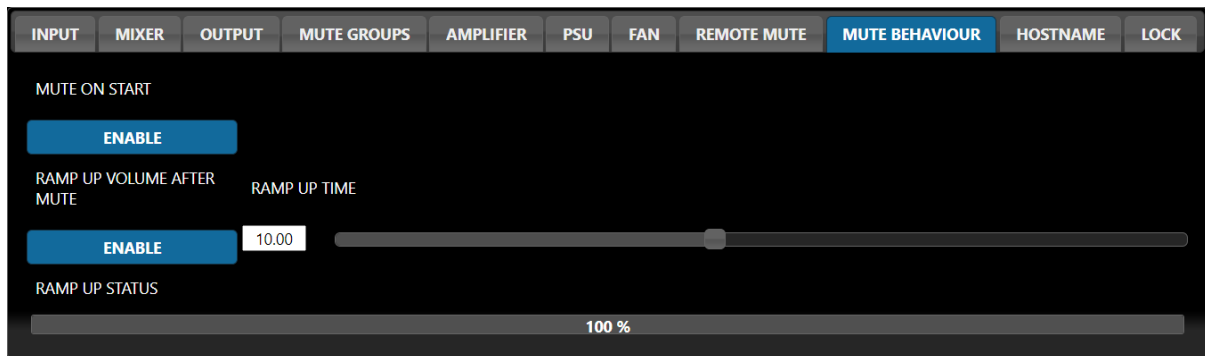 INPUT MIXER OUTPUT MUTE GROUPS AMPLIFIER PSU FAN REMOTE MUTE MUTE BEHAVIOUR HOSTNAME LOCK
MUTE ON START
ENABLE
RAMP UP VOLUME AFTER
MUTE
RAMP UP TIME
ENABLE
10.00
RAMP UP STATUS
100 %